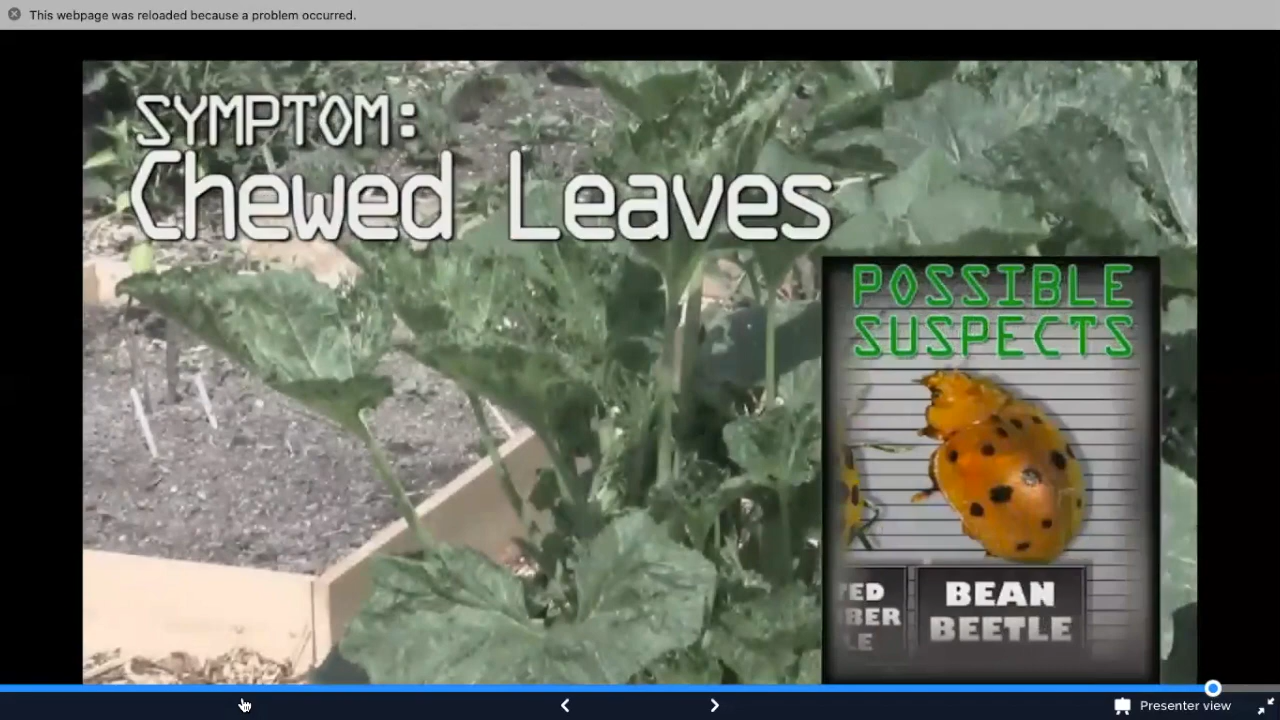 This webpage was reloaded because a problem occurred.
SYMPTOM:
Chewed Leaves
POSSIBLE
SUSPECTS
BEAN
BEETLE
Presenter view